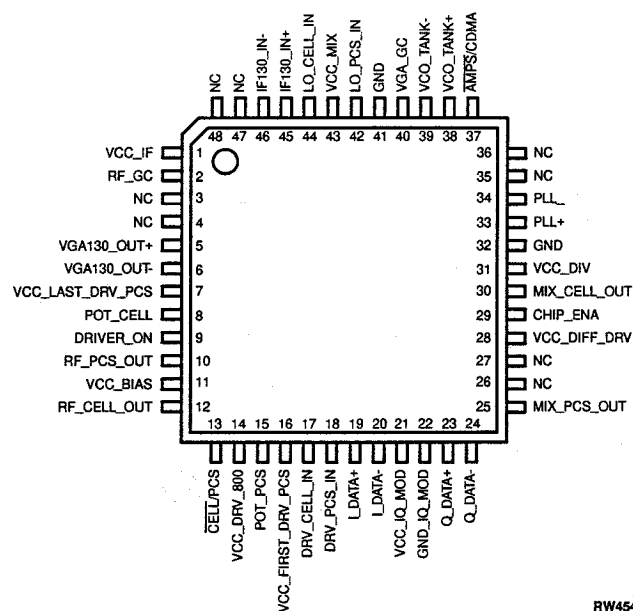 NC
NC
IF130_IN-
IF130_IN+
LO_CELL_IN
VCC_MIX
LO_PCS_IN
GND
VGA_GC
VCO_TANK-
VCO_TANK+
AMPS/CDMA
48 47 46 45 44 43 42 41 40 39 38 37
VCC_IF 1
RF_GC 2
NC 3
NC 4
VGA130_OUT+ 5
VGA130_OUT- 6
VCC_LAST_DRV_PCS 7
POT_CELL 8
DRIVER_ON 9
RF_PCS_OUT 10
VCC_BIAS 11
RF_CELL_OUT 12
36 NC
35 NC
34 PLL_
33 PLL+
32 GND
31 VCC_DIV
30 MIX_CELL_OUT
29 CHIP_ENA
28 VCC_DIFF_DRV
27 NC
26 NC
25 MIX_PCS_OUT
13 14 15 16 17 18 19 20 21 22 23 24
CELL/PCS
VCC_DRV_800
POT_PCS
VCC_FIRST_DRV_PCS
DRV_CELL_IN
DRV_PCS_IN
I_DATA+
I_DATA-
VCC_IQ_MOD
GND_IQ_MOD
Q_DATA+
Q_DATA-